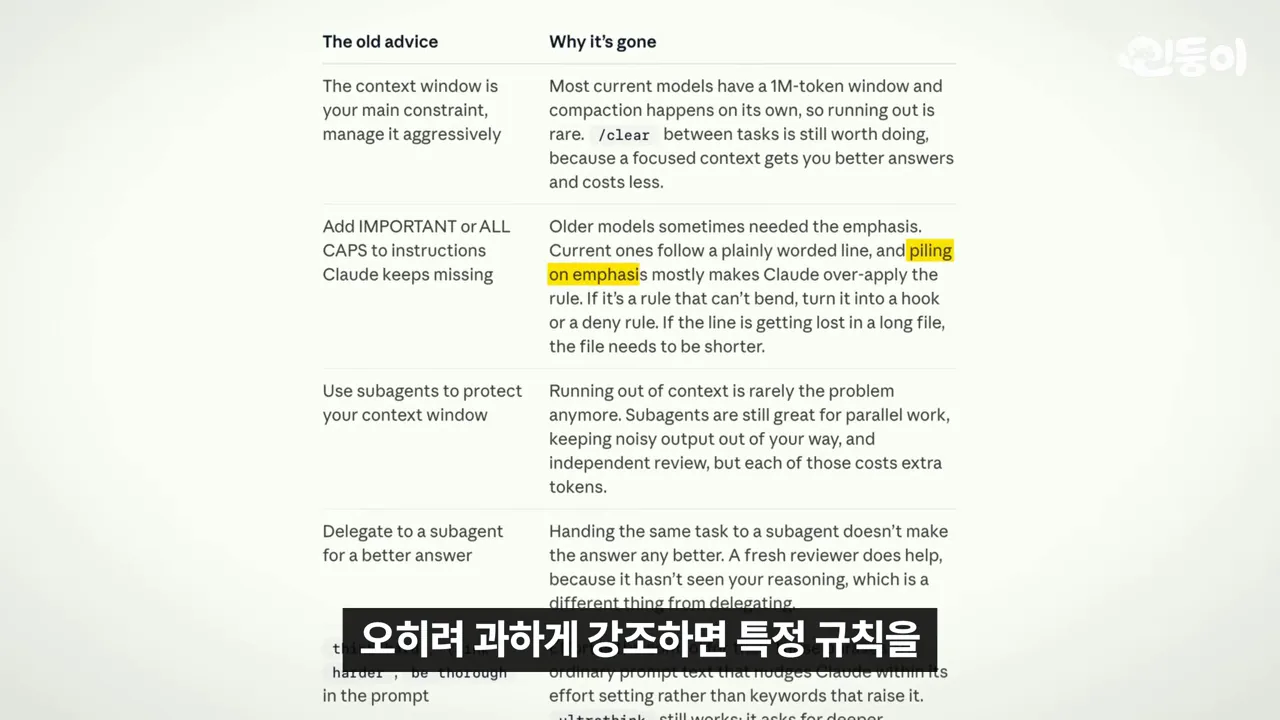 The old advice
Why it's gone
인둥이
The context window is
your main constraint,
manage it aggressively
Most current models have a 1M-token window and
compaction happens on its own, so running out is
rare. /clear between tasks is still worth doing,
because a focused context gets you better answers
and costs less.
Add IMPORTANT or ALL
CAPS to instructions
Claude keeps missing
Older models sometimes needed the emphasis.
Current ones follow a plainly worded line, and piling
on emphasis mostly makes Claude over-apply the
rule. If it's a rule that can't bend, turn it into a hook
or a deny rule. If the line is getting lost in a long file,
the file needs to be shorter.
Use subagents to protect
your context window
Running out of context is rarely the problem
anymore. Subagents are still great for parallel work,
keeping noisy output out of your way, and
independent review, but each of those costs extra
tokens.
Delegate to a subagent
for a better answer
Handing the same task to a subagent doesn't make
the answer any better. A fresh reviewer does help,
because it hasn't seen your reasoning, which is a
different thing from delegating.
harder , be thorough
in the prompt
ordinary prompt text that nudges Claude within its
effort setting rather than keywords that raise it.
ultrathink still works: it asks for deeper
오히려 과하게 강조하면 특정 규칙을